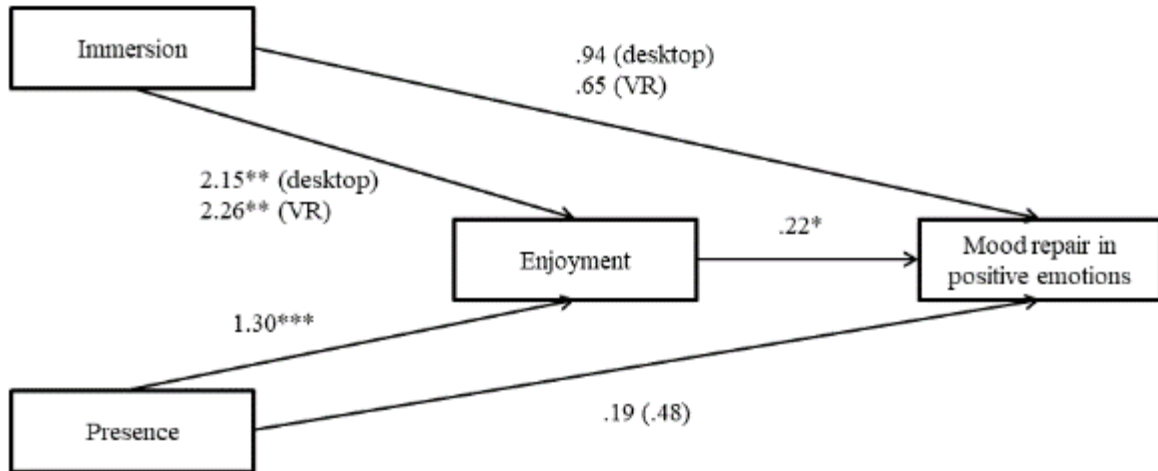 Immersion
.94 (desktop)
.65 (VR)
2.15** (desktop)
2.26** (VR)
Enjoyment
.22*
Mood repair in
positive emotions
1.30***
Presence
.19 (.48)